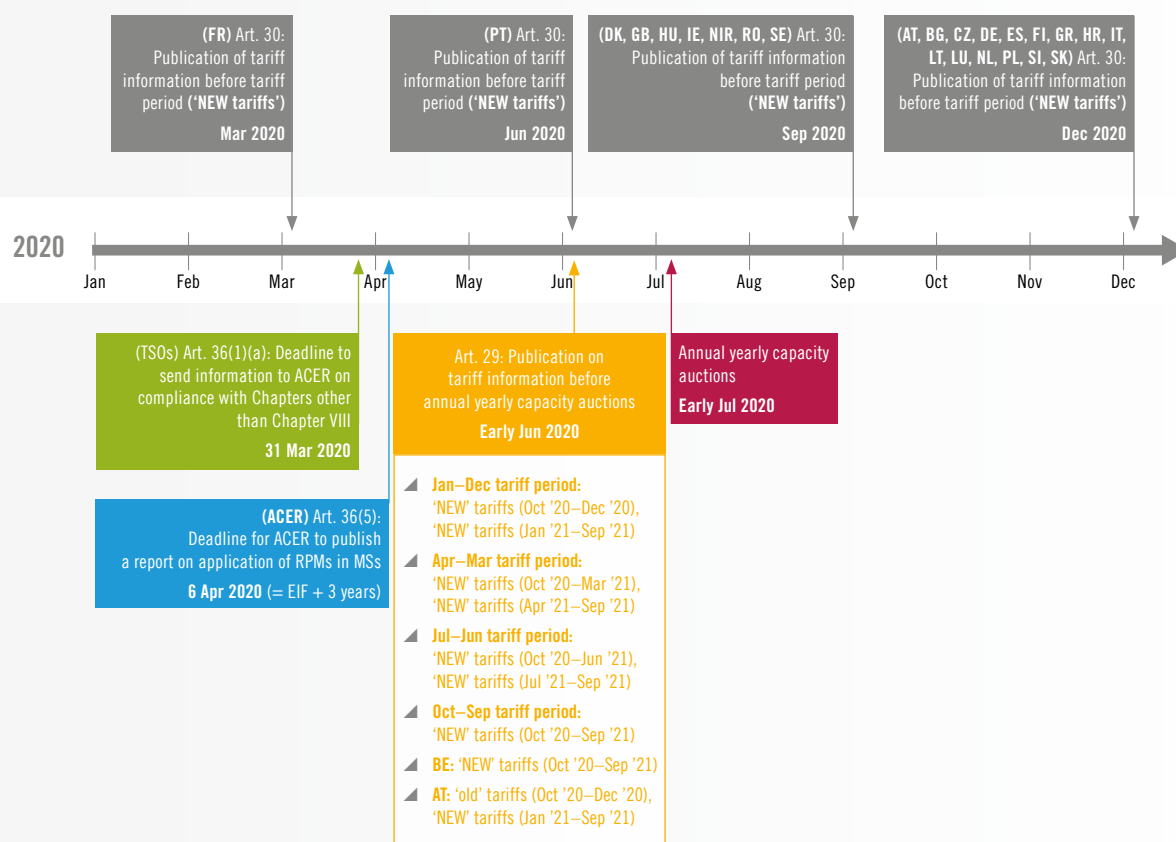 (FR) Art. 30:
Publication of tariff
information before tariff
period (‘NEW tariffs’)
Mar 2020
(PT) Art. 30:
Publication of tariff
information before tariff
period (‘NEW tariffs’)
Jun 2020
(DK, GB, HU, IE, NIR, RO, SE) Art. 30:
Publication of tariff information
before tariff period
(‘NEW tariffs’)
Sep 2020
(AT, BG, CZ, DE, ES, FI, GR, HR, IT,
LT, LU, NL, PL, SI, SK) Art. 30:
Publication of tariff information
before tariff period (‘NEW tariffs’)
Dec 2020
2020
Jan Feb Mar Apr May Jun Jul Aug Sep Oct Nov Dec
(TSOs) Art. 36(1)(a): Deadline to
send information to ACER on
compliance with Chapters other
than Chapter VIII
31 Mar 2020
(ACER) Art. 36(5):
Deadline for ACER to publish
a report on application of RPMs in MSs
6 Apr 2020 (= EIF + 3 years)
Art. 29: Publication on
tariff information before
annual yearly capacity auctions
Early Jun 2020
Jan–Dec tariff period:
‘NEW’ tariffs (Oct ’20–Dec ’20),
‘NEW’ tariffs (Jan ’21–Sep ’21)
Apr–Mar tariff period:
‘NEW’ tariffs (Oct ’20–Mar ’21),
‘NEW’ tariffs (Apr ’21–Sep ’21)
Jul–Jun tariff period:
‘NEW’ tariffs (Oct ’20–Jun ’21),
‘NEW’ tariffs (Jul ’21–Sep ’21)
Oct–Sep tariff period:
‘NEW’ tariffs (Oct ’20–Sep ’21)
BE: ‘NEW’ tariffs (Oct ’20–Sep ’21)
AT: ‘old’ tariffs (Oct ’20–Dec ’20),
‘NEW’ tariffs (Jan ’21–Sep ’21)
Annual yearly capacity
auctions
Early Jul 2020